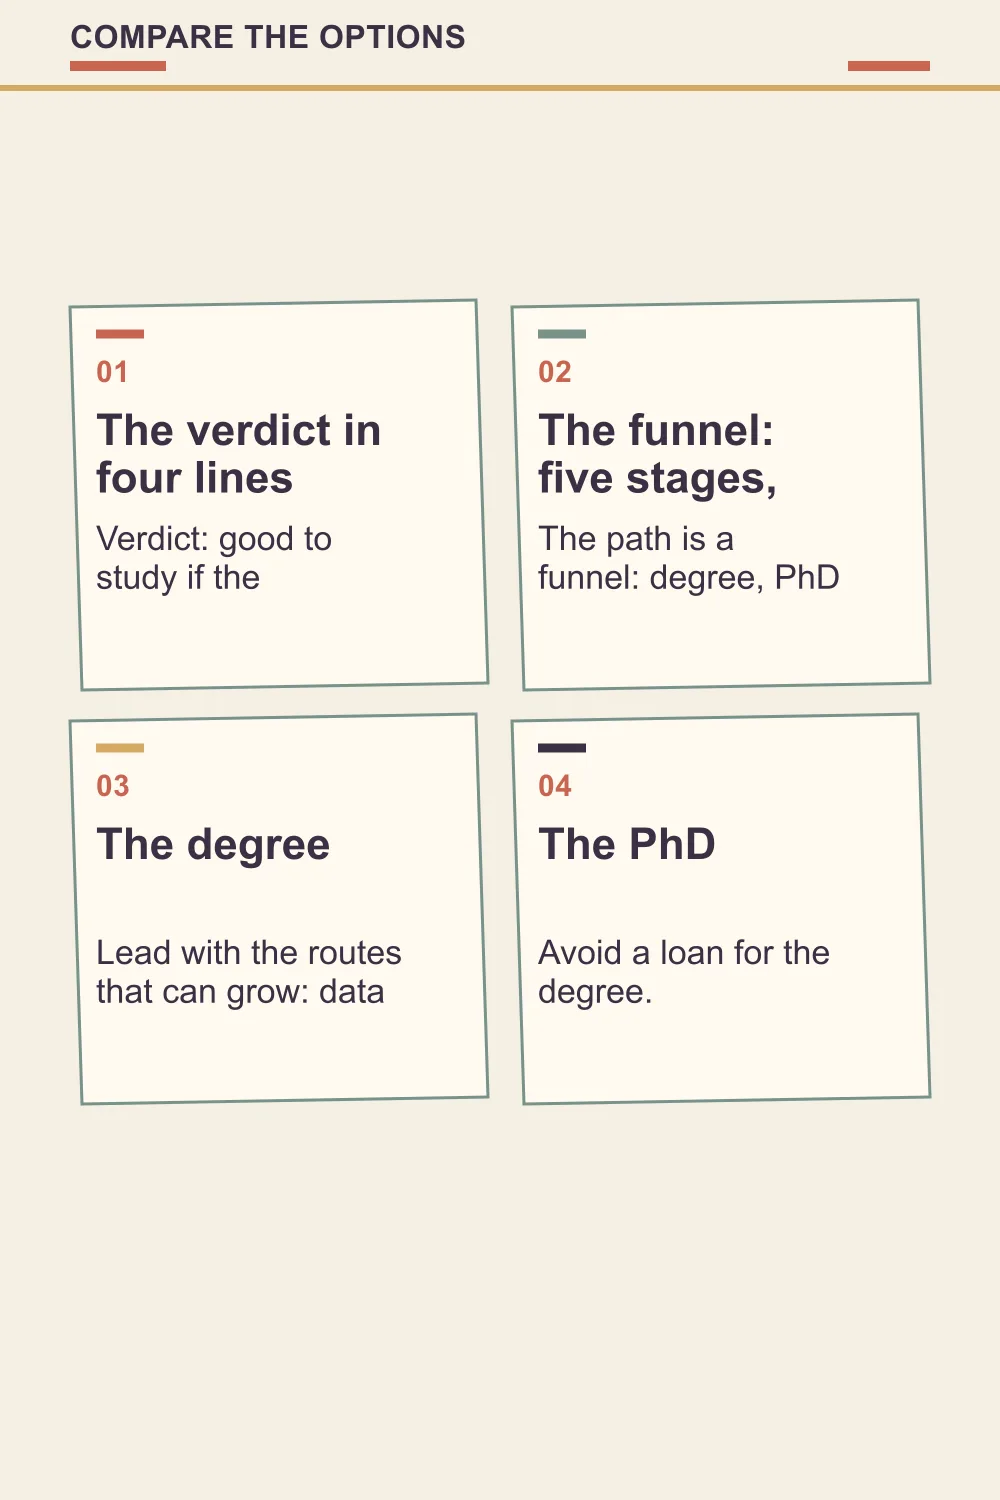 COMPARE THE OPTIONS
01
The verdict in
four lines
Verdict: good to
study if the
02
The funnel:
five stages,
The path is a
funnel: degree, PhD
03
The degree
Lead with the routes
that can grow: data
04
The PhD
Avoid a loan for the
degree.